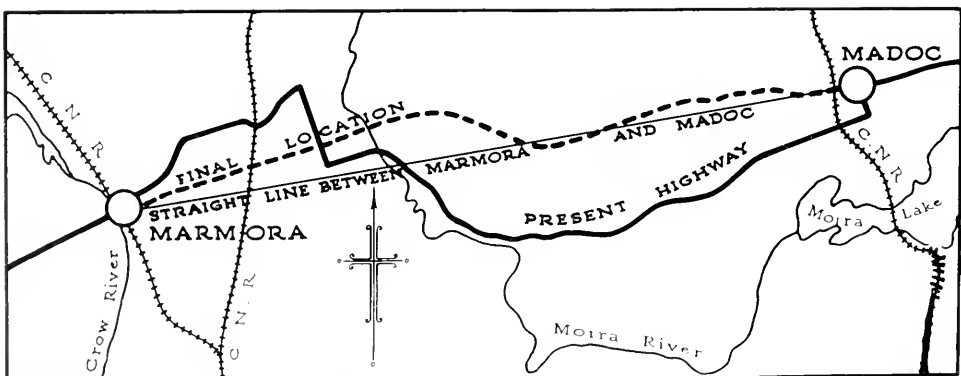 MADOC
C N R
FINAL LOCATION
AND MADOC
C.N.R
STRAIGHT LINE BETWEEN MARMORA
HIGHWAY
PRESENT
MARMORA
Moira Lake
Crow River
C N R
Moira River